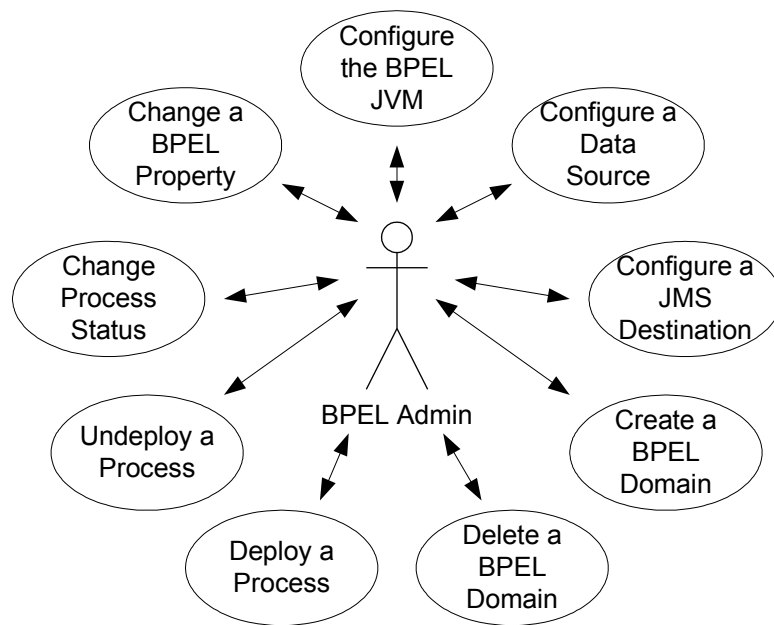 Configure
the BPEL
JVM
Change a
BPEL
Property
Configure a
Data
Source
Change
Process
Status
Configure a
JMS
Destination
BPEL Admin
Undeploy a
Process
Create a
BPEL
Domain
Deploy a
Process
Delete a
BPEL
Domain